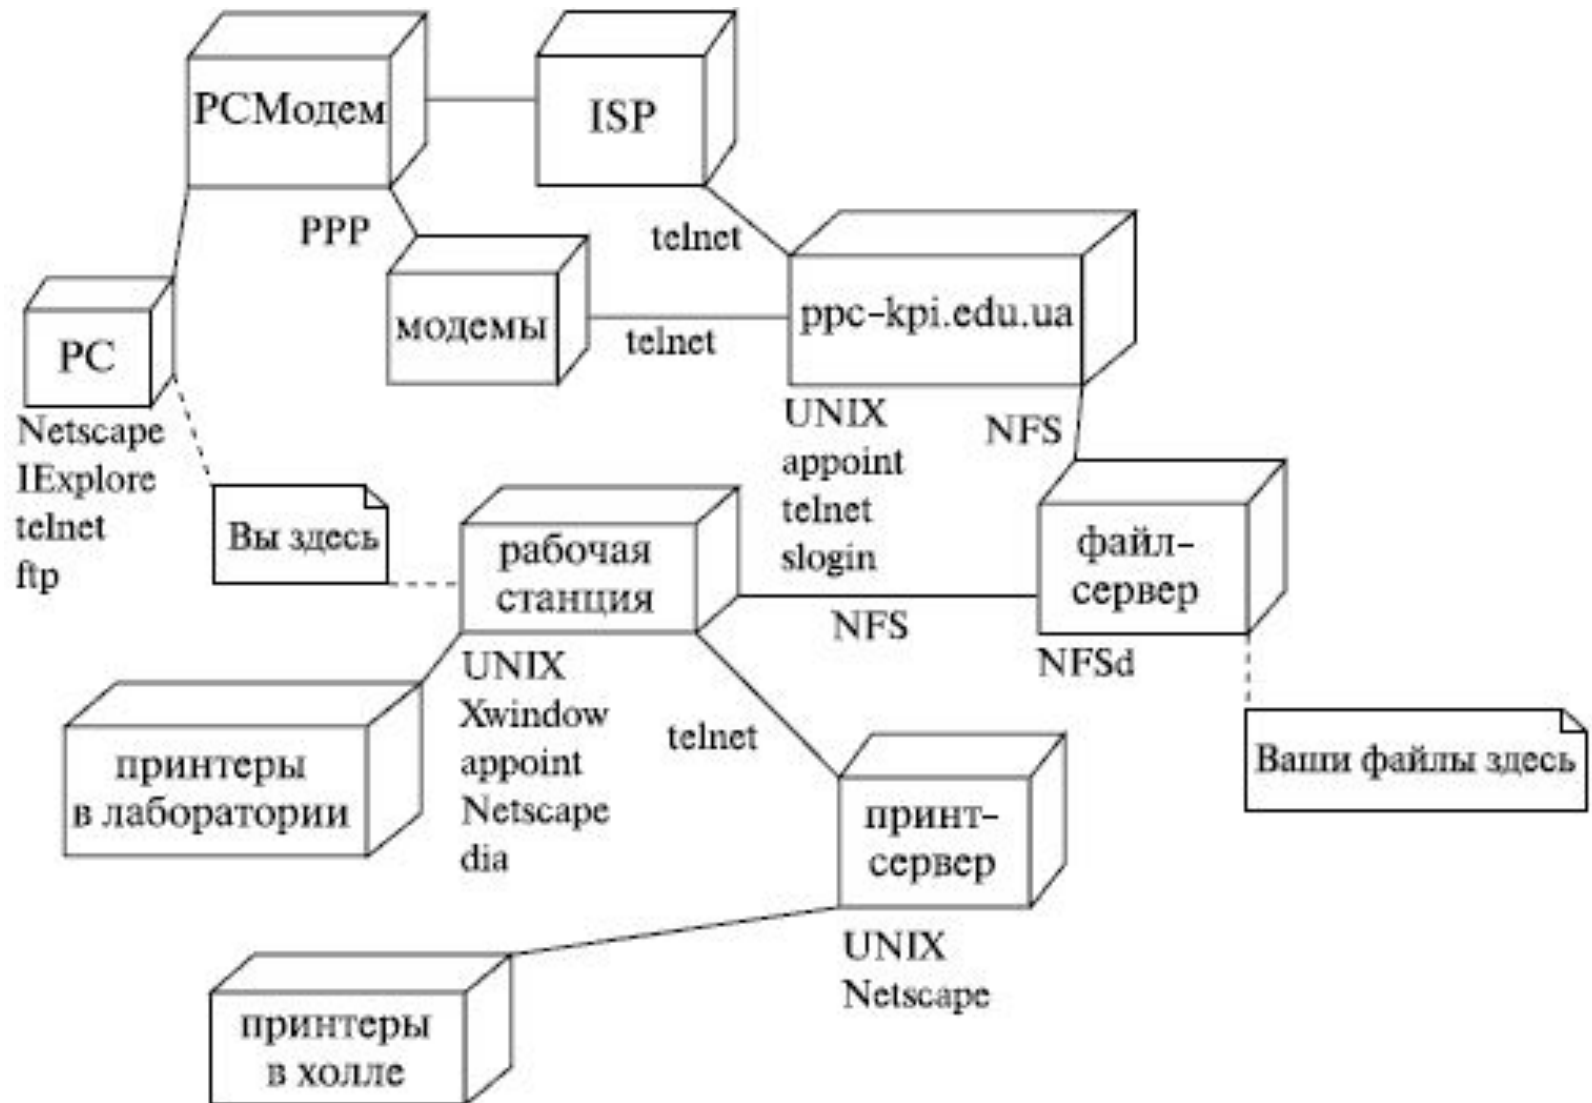 PCМодем
ISP
PPP
telnet
PC
модемы
telnet
ppc-kpi.edu.ua
Netscape
IExplore
telnet
ftp
Вы здесь
UNIX
appoint
telnet
slogin
NFS
рабочая
станция
NFS
файл-
сервер
NFSd
UNIX
Xwindow
appoint
Netscape
dia
telnet
принтеры
в лаборатории
Ваши файлы здесь
принт-
сервер
UNIX
Netscape
принтеры
в холле